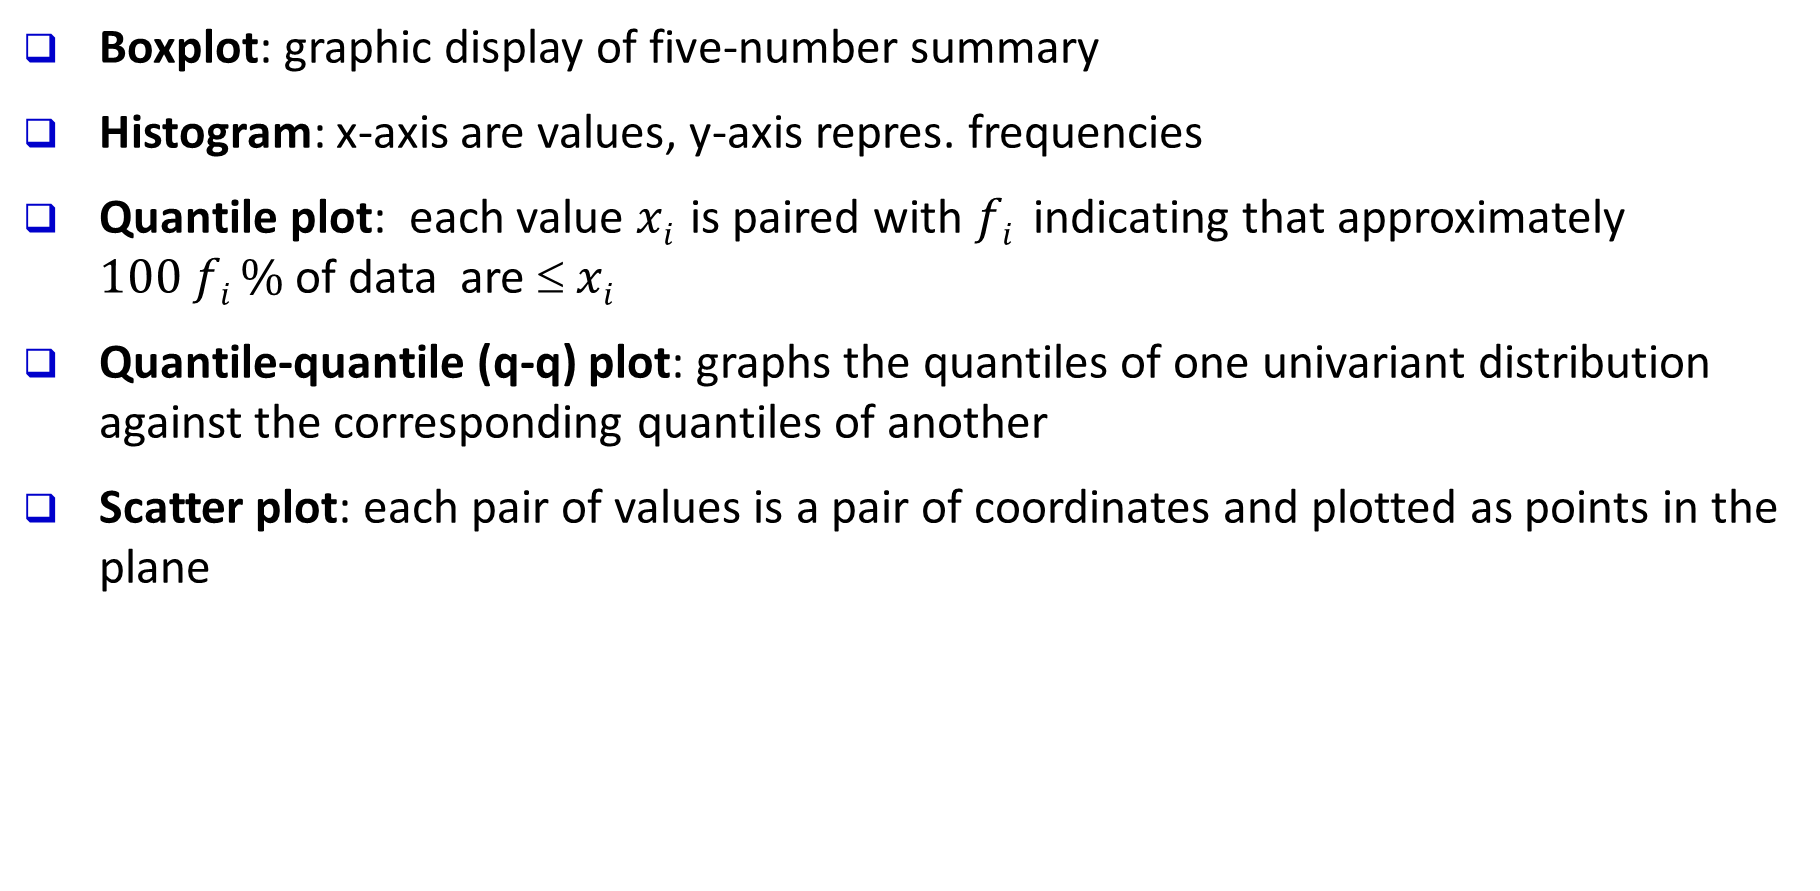 ❑ Boxplot: graphic display of five-number summary
❑ Histogram: x-axis are values, y-axis repres. frequencies
❑ Quantile plot: each value xᵢ is paired with fᵢ indicating that approximately
100 fᵢ% of data are ≤ xᵢ
❑ Quantile-quantile (q-q) plot: graphs the quantiles of one univariant distribution
against the corresponding quantiles of another
❑ Scatter plot: each pair of values is a pair of coordinates and plotted as points in the
plane